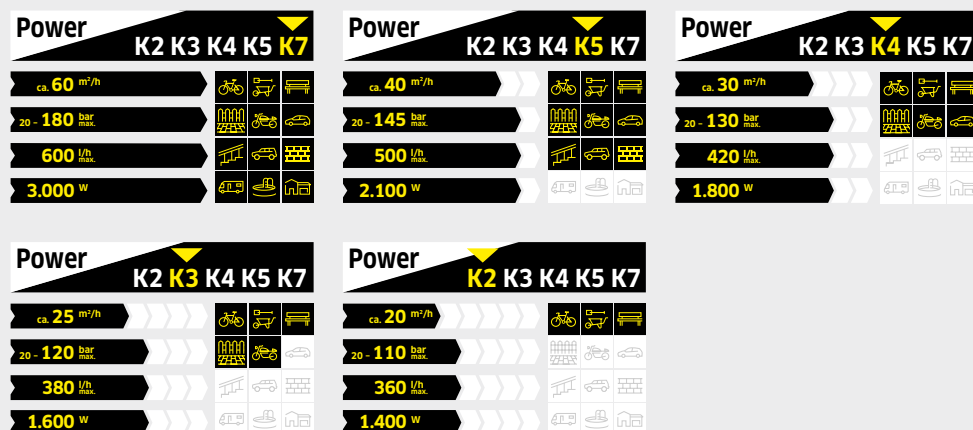 Power
K2 K3 K4 K5 K7
ca. 60 m²/h
20 – 180 bar max.
600 l/h max.
3.000 W
Power
K2 K3 K4 K5 K7
ca. 40 m²/h
20 – 145 bar max.
500 l/h max.
2.100 W
Power
K2 K3 K4 K5 K7
ca. 30 m²/h
20 – 130 bar max.
420 l/h max.
1.800 W
Power
K2 K3 K4 K5 K7
ca. 25 m²/h
20 – 120 bar max.
380 l/h max.
1.600 W
Power
K2 K3 K4 K5 K7
ca. 20 m²/h
20 – 110 bar max.
360 l/h max.
1.400 W